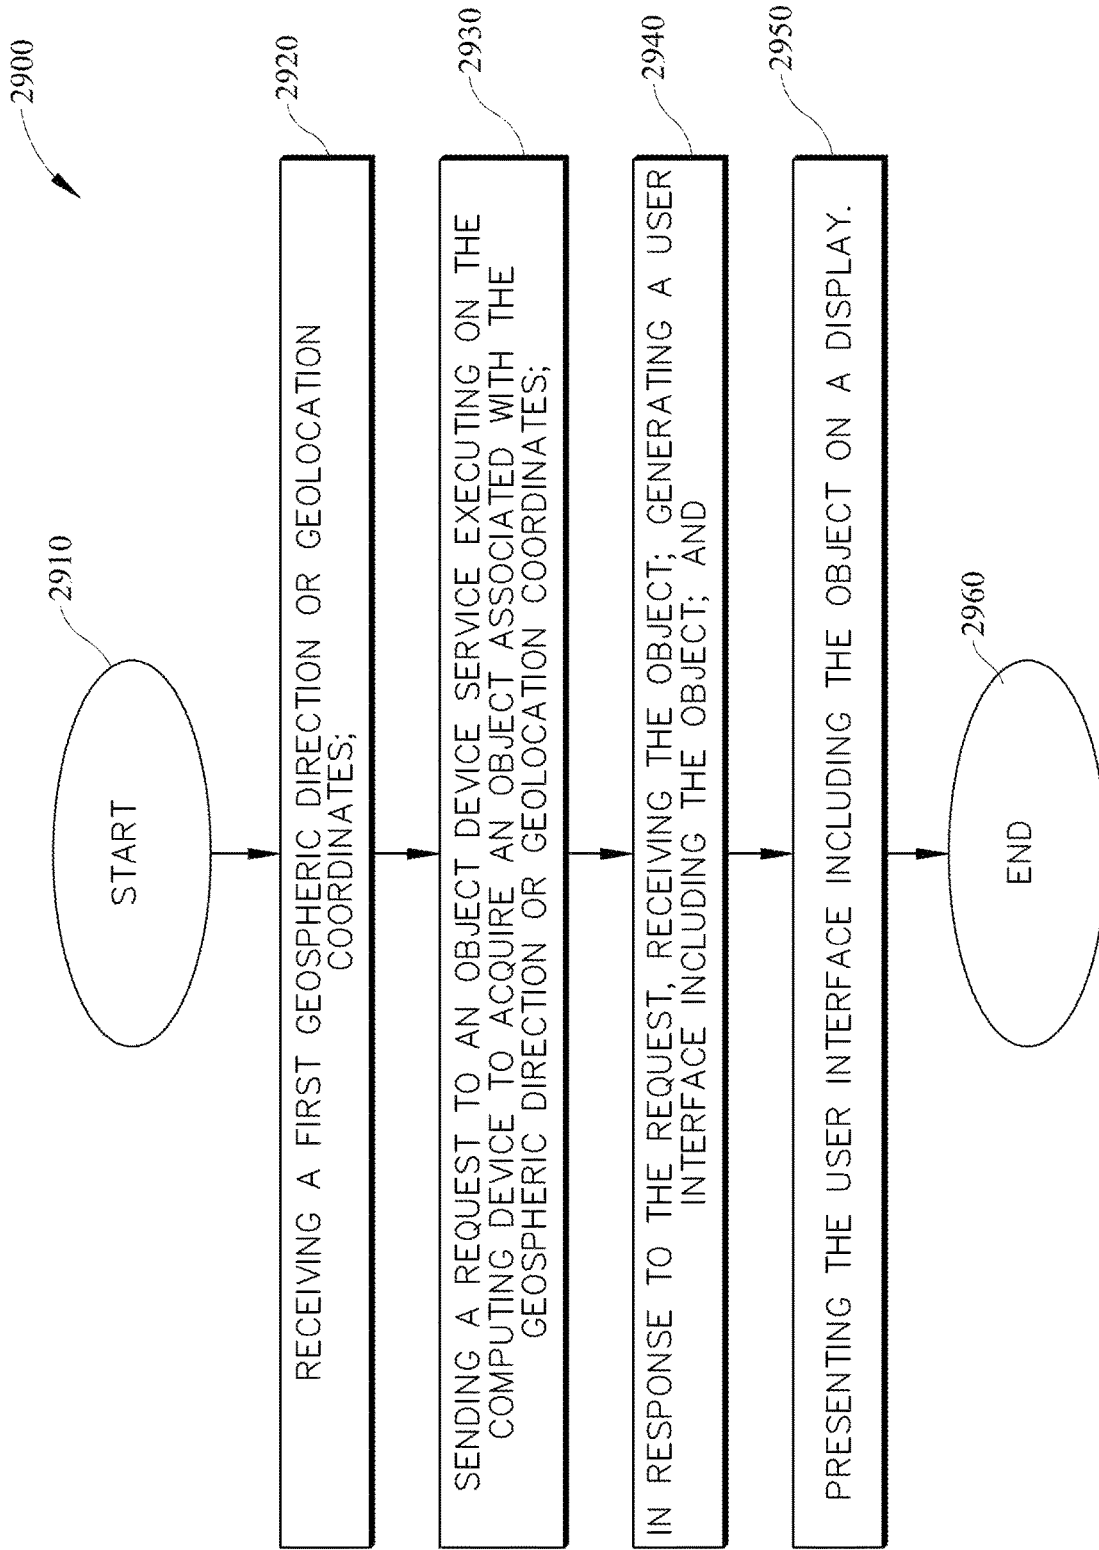 2900
START
2910
RECEIVING A FIRST GEOSPHERIC DIRECTION OR GEOLOCATION
COORDINATES;
2920
SENDING A REQUEST TO AN OBJECT DEVICE SERVICE EXECUTING ON THE
COMPUTING DEVICE TO ACQUIRE AN OBJECT ASSOCIATED WITH THE
GEOSPHERIC DIRECTION OR GEOLOCATION COORDINATES;
2930
IN RESPONSE TO THE REQUEST, RECEIVING THE OBJECT; GENERATING A USER
INTERFACE INCLUDING THE OBJECT; AND
2940
PRESENTING THE USER INTERFACE INCLUDING THE OBJECT ON A DISPLAY.
2950
END
2960